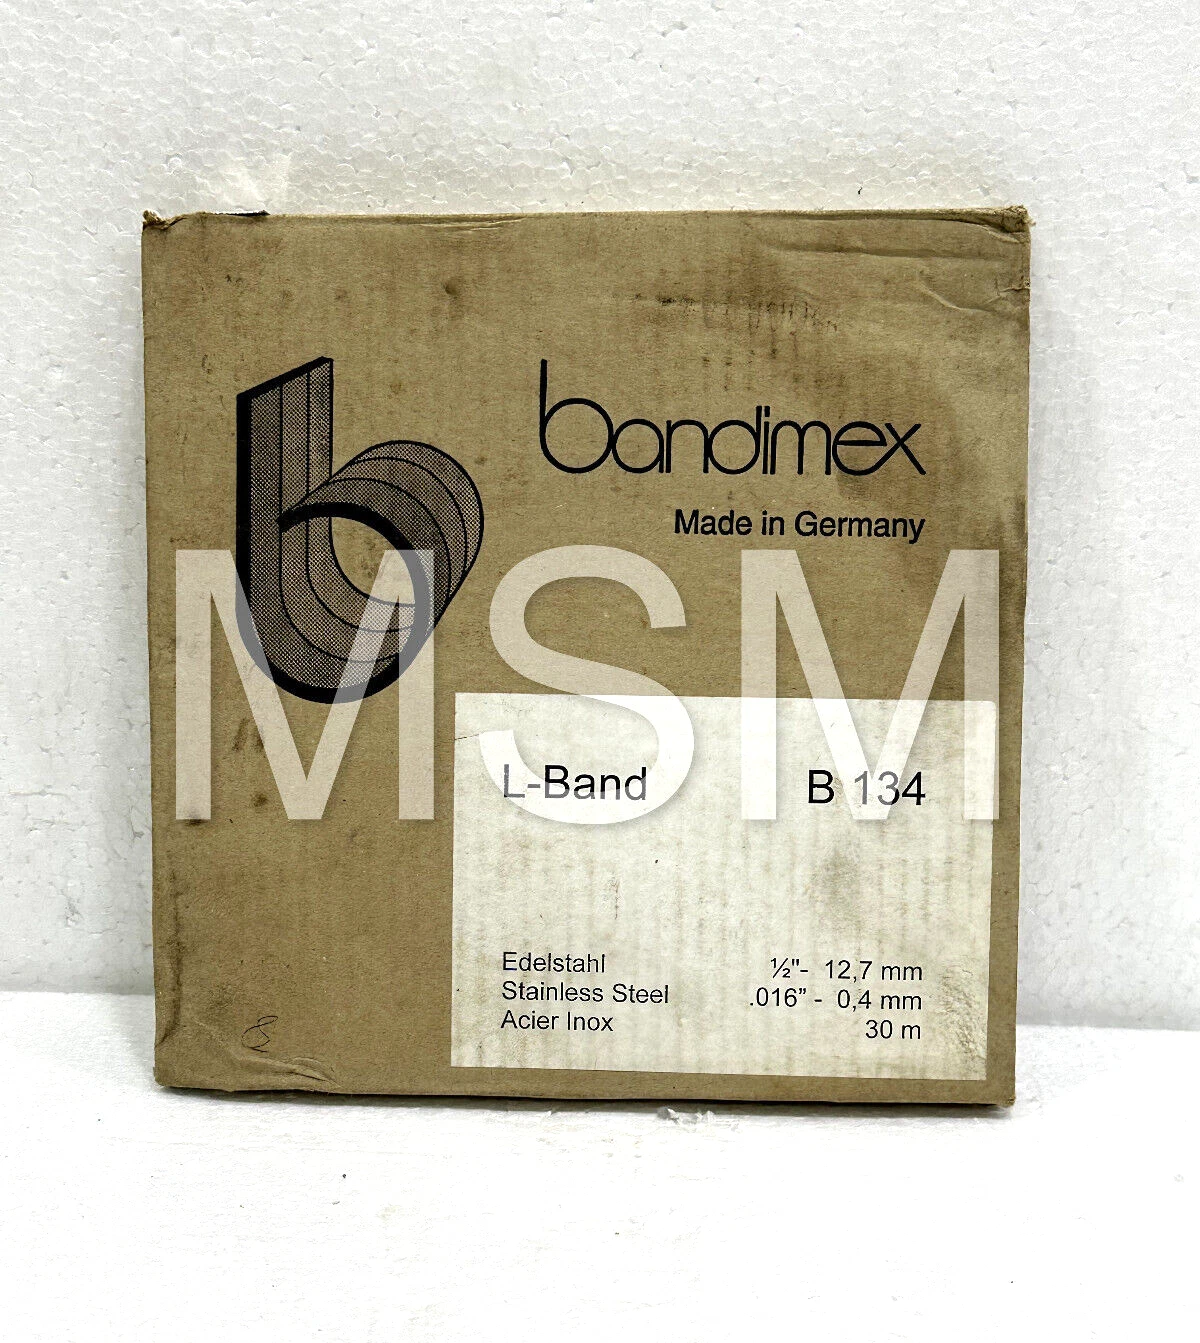 bandimex
Made in Germany
MSM
L-Band B 134
Edelstahl ½"- 12,7 mm
Stainless Steel .016” - 0,4 mm
Acier Inox 30 m
8